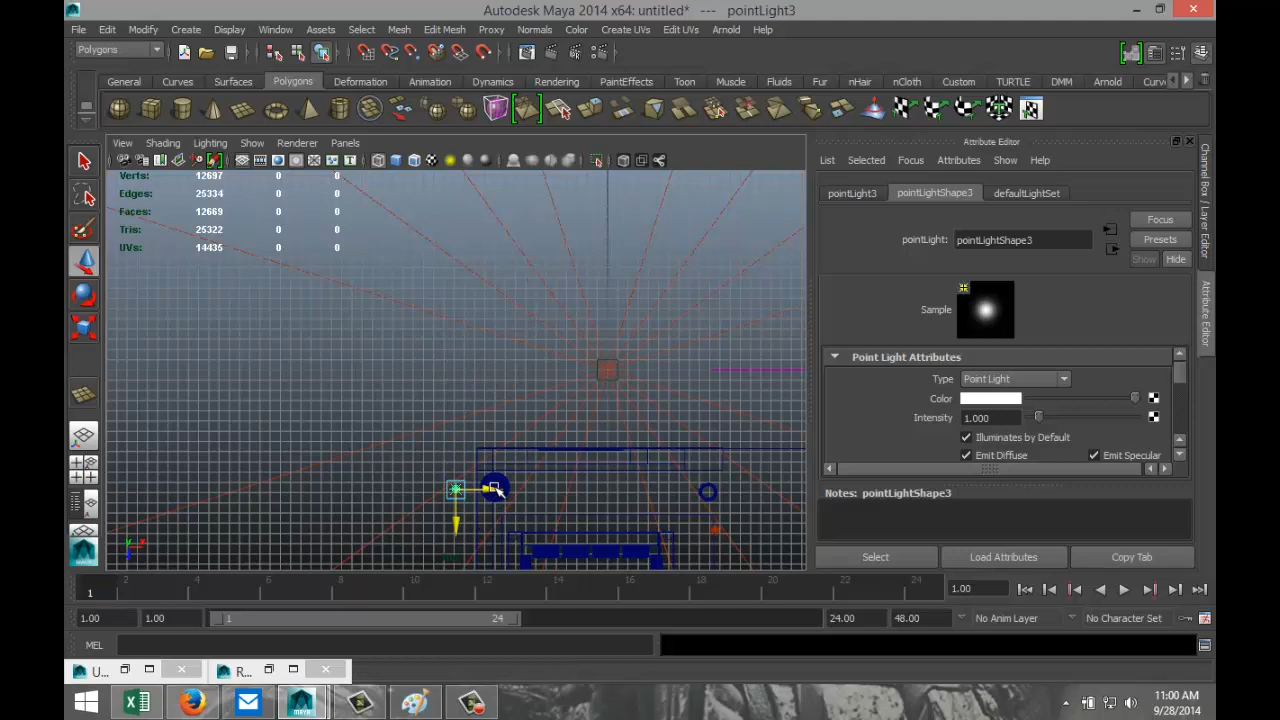 Autodesk Maya 2014 x64: untitled* --- pointLight3
File Edit Modify Create Display Window Assets Select Mesh Edit Mesh Proxy Normals Color Create UVs Edit UVs Arnold Help
Polygons
General Curves Surfaces Polygons Deformation Animation Dynamics Rendering PaintEffects Toon Muscle Fluids Fur nHair nCloth Custom TURTLE DMM Arnold Curv
View Shading Lighting Show Renderer Panels
Verts: 12697 0 0
Edges: 25334 0 0
Faces: 12669 0 0
Tris: 25322 0 0
UVs: 14435 0 0
Attribute Editor
List Selected Focus Attributes Show Help
pointLight3 pointLightShape3 defaultLightSet
Focus
pointLight: pointLightShape3
Presets
Show Hide
Sample
Point Light Attributes
Type Point Light
Color
Intensity 1.000
Illuminates by Default
Emit Diffuse Emit Specular
Notes: pointLightShape3
Select Load Attributes Copy Tab
Channel Box / Layer Editor
Attribute Editor
2 4 6 8 10 12 14 16 18 20 22 24
1 1.00
1.00 1.00 1 24 24.00 48.00 No Anim Layer No Character Set
MEL
U... R...
11:00 AM
9/28/2014